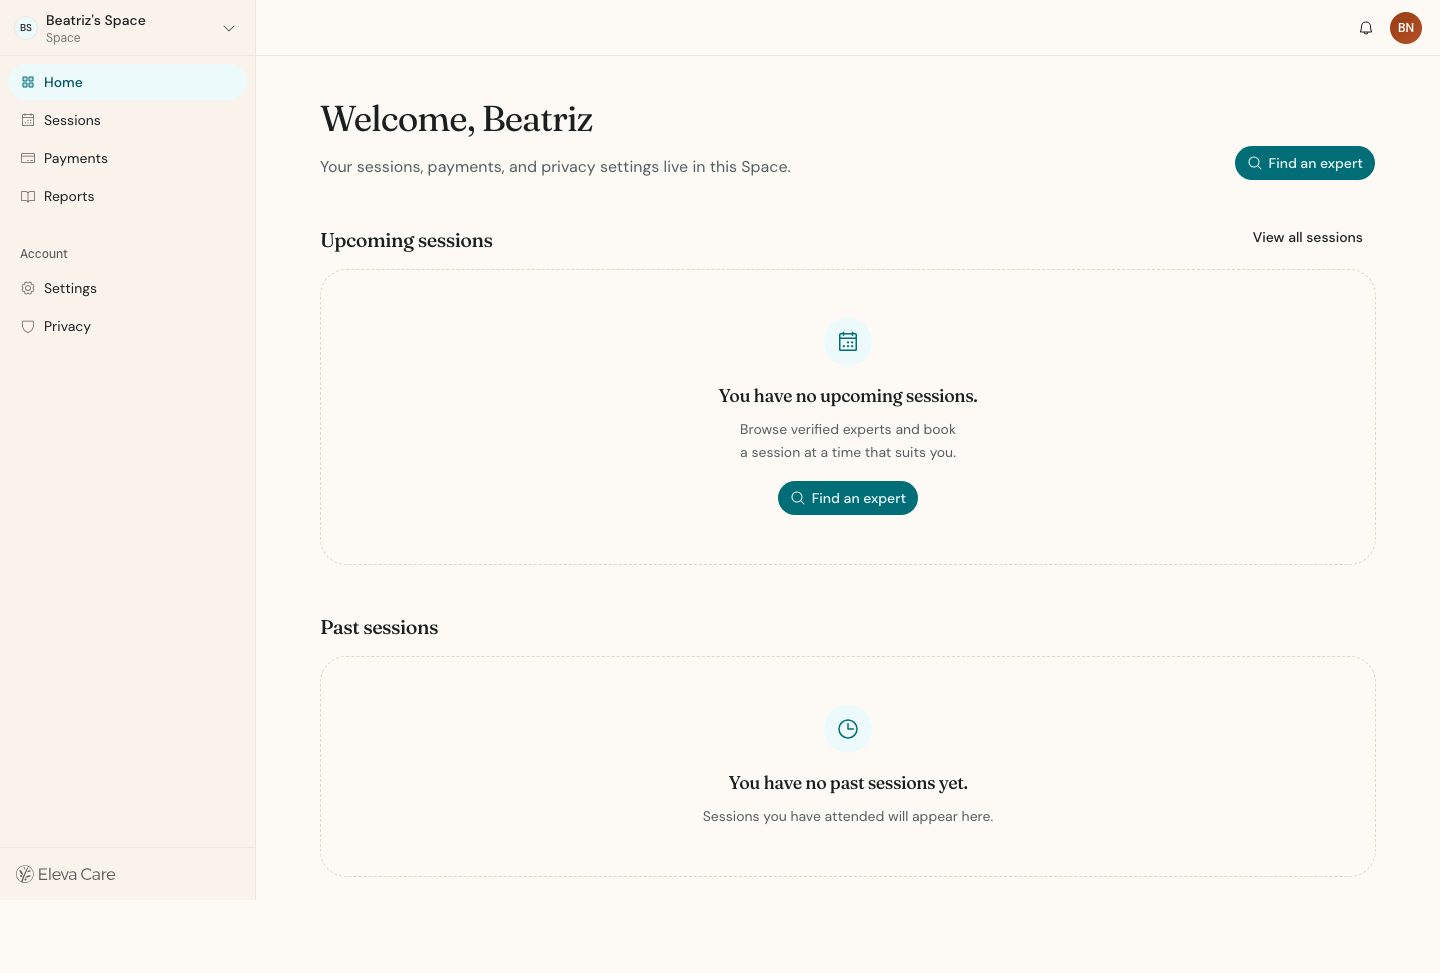 BS
Beatriz's Space
Space
BN
Home
Sessions
Payments
Reports
Account
Settings
Privacy
Eleva Care
Welcome, Beatriz
Your sessions, payments, and privacy settings live in this Space.
Find an expert
Upcoming sessions
View all sessions
You have no upcoming sessions.
Browse verified experts and book
a session at a time that suits you.
Find an expert
Past sessions
You have no past sessions yet.
Sessions you have attended will appear here.